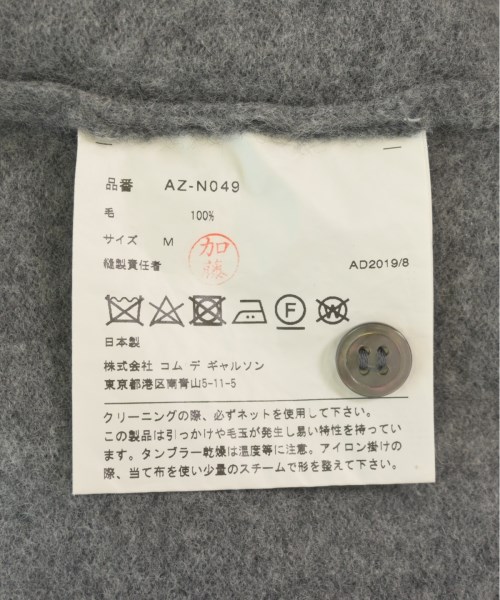 品番 AZ-N049
毛 100%
サイズ M
加藤
縫製責任者 AD2019/8
F W
日本製
株式会社 コム デ ギャルソン
東京都港区南青山5-11-5
クリーニングの際、必ずネットを使用して下さい。
この製品は引っかけや毛玉が発生し易い特性を持ってい
ます。タンブラー乾燥は温度等に注意。アイロン掛けの
際、当て布を使い少量のスチームで形を整えて下さい。